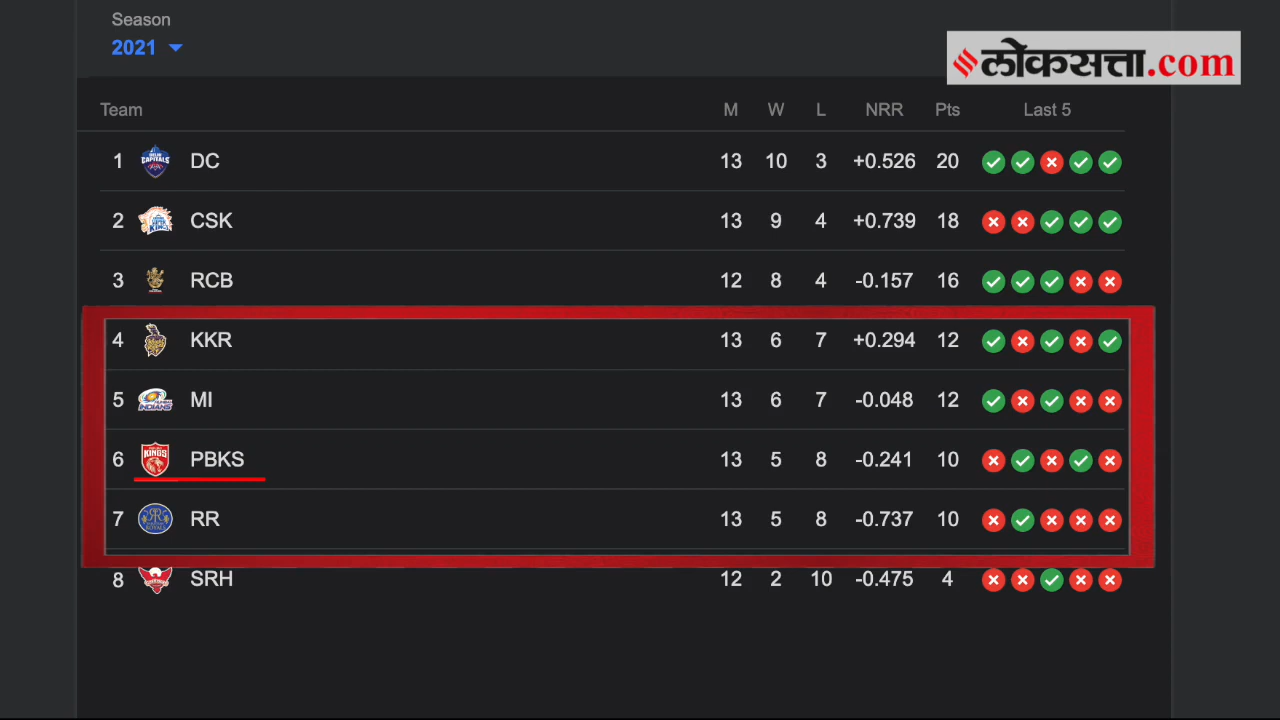 Season
2021
लोकसत्ता.com
Team M W L NRR Pts Last 5
1 DC 13 10 3 +0.526 20
2 CSK 13 9 4 +0.739 18
3 RCB 12 8 4 -0.157 16
4 KKR 13 6 7 +0.294 12
5 MI 13 6 7 -0.048 12
6 PBKS 13 5 8 -0.241 10
7 RR 13 5 8 -0.737 10
8 SRH 12 2 10 -0.475 4